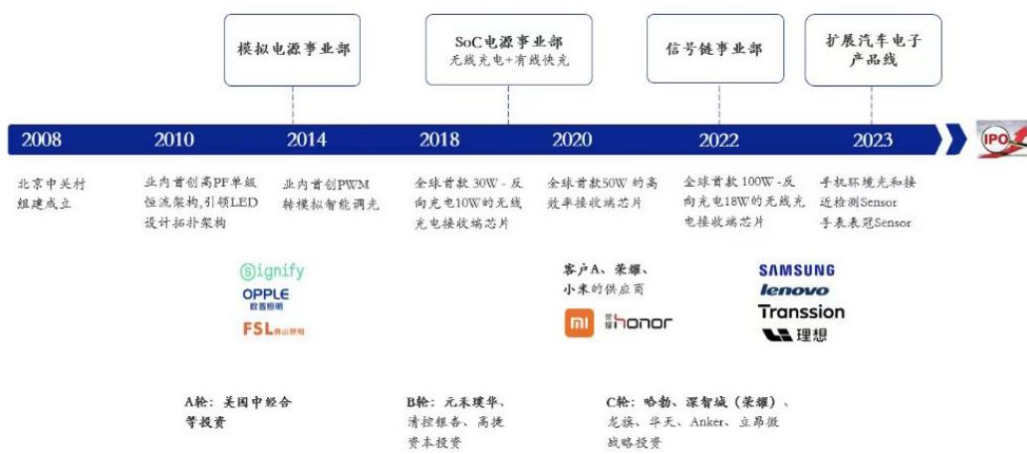 模拟电源事业部
SoC电源事业部
无线充电+有线快充
信号链事业部
扩展汽车电子
产品线
2008
2010
2014
2018
2020
2022
2023
IPO
北京中关村
组建成立
业内首创高PF单级
恒流架构,引领LED
设计拓扑架构
业内首创PWM
转模拟智能调光
全球首款 30W - 反
向充电10W的无线
充电接收端芯片
全球首款50W 的高
效率接收端芯片
全球首款 100W - 反
向充电18W的无线充
电接收端芯片
手机环境光和接
近检测Sensor
手表表冠Sensor
Signify
OPPLE
欧普照明
FSL佛山照明
客户A、荣耀、
小米的供应商
mi
荣耀honor
SAMSUNG
lenovo
Transsion
理想
A轮：美国中经合
等投资
B轮：元禾璞华、
清控银杏、高捷
资本投资
C轮：哈勃、深智城（荣耀）、
龙旗、华天、Anker、立昂微
战略投资